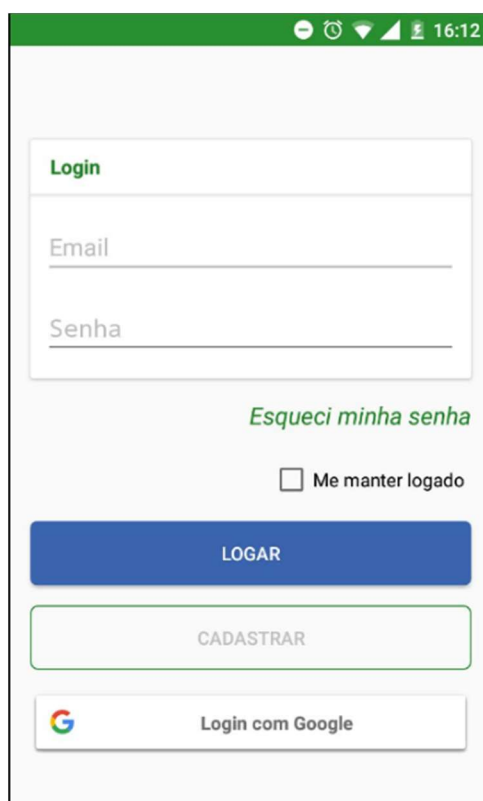 16:12
Login
Email
Senha
Esqueci minha senha
Me manter logado
LOGAR
CADASTRAR
Login com Google